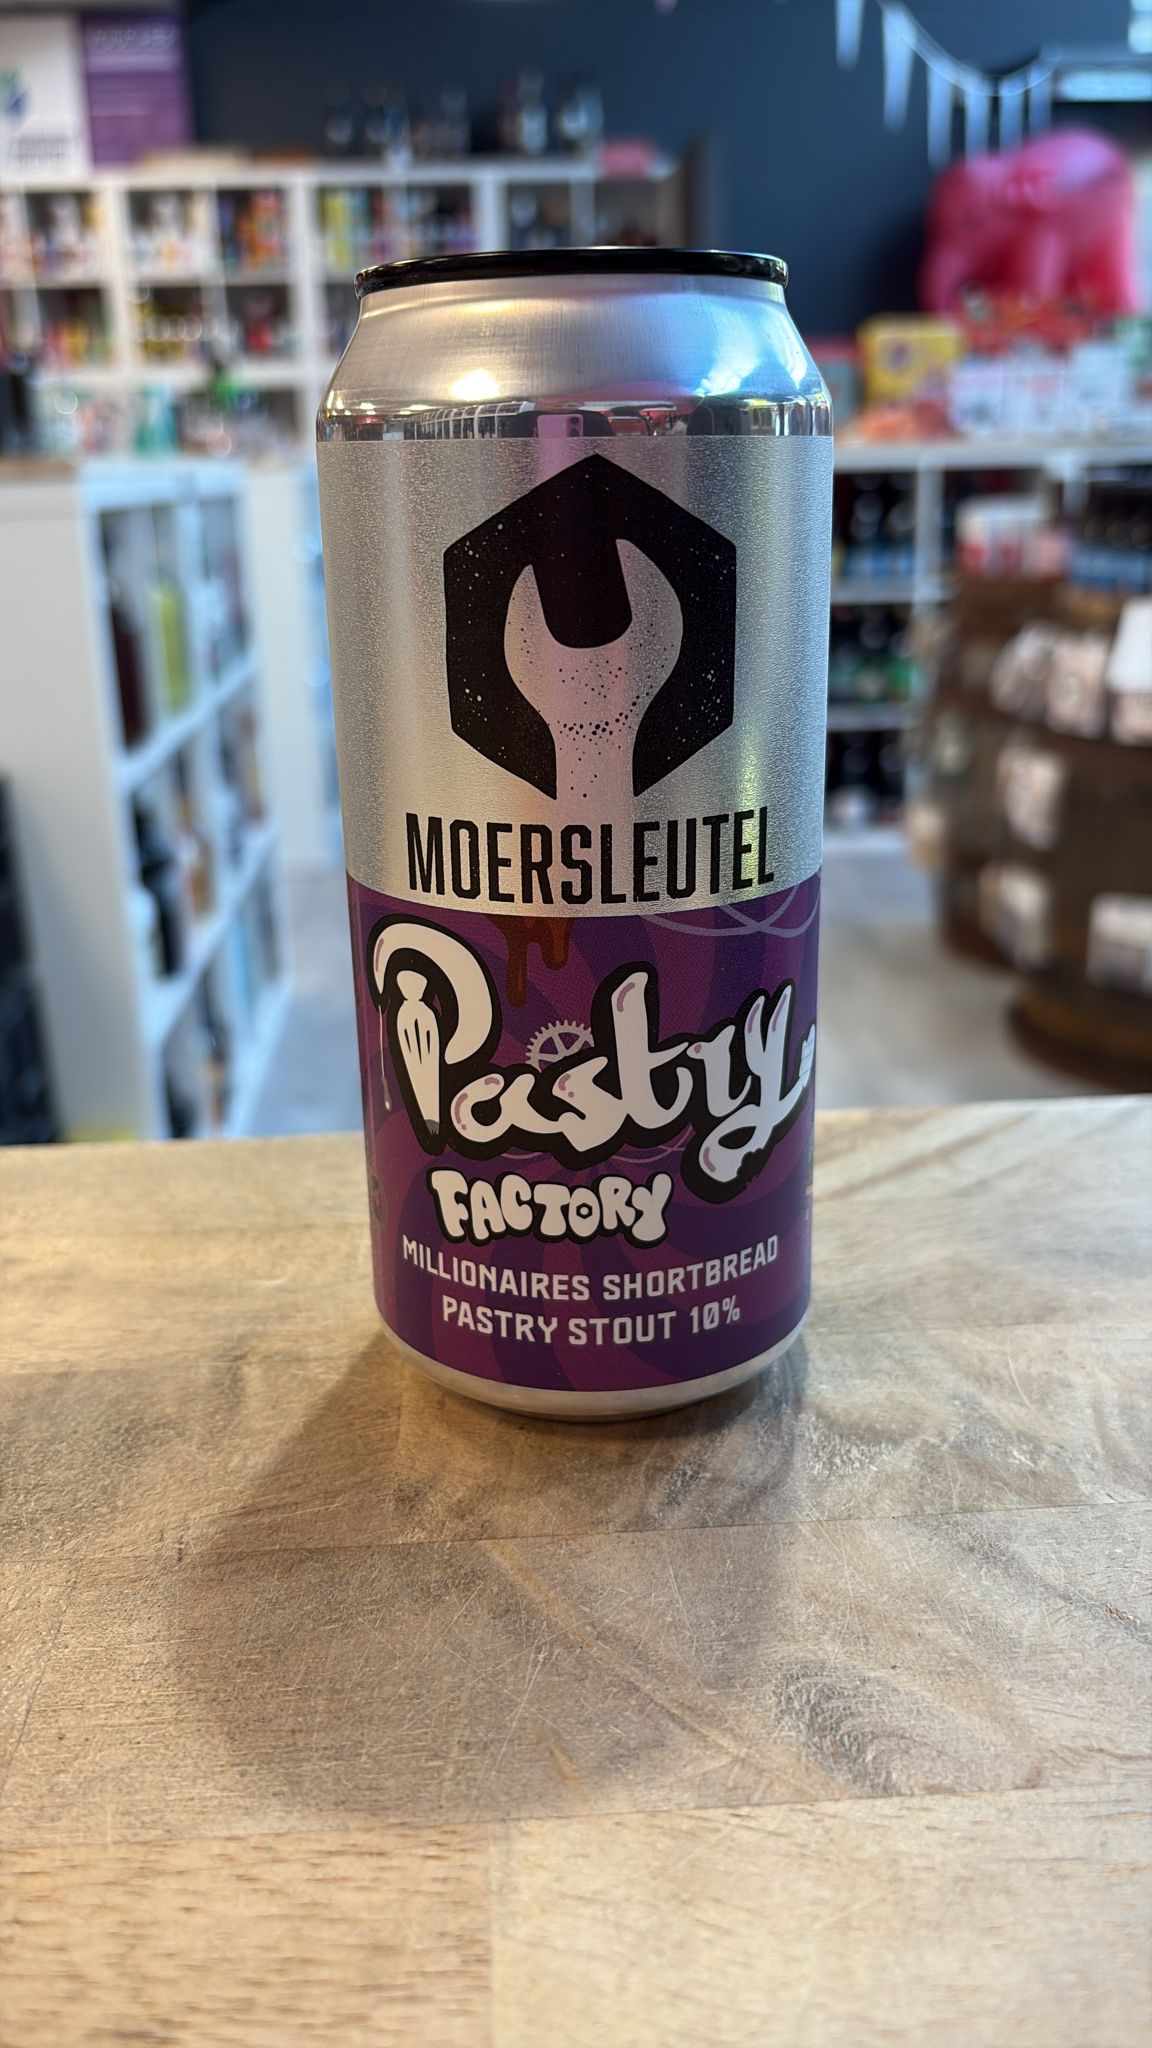 MOERSLEUTEL
Pastry
FACTORY
MILLIONAIRES SHORTBREAD
PASTRY STOUT 10%